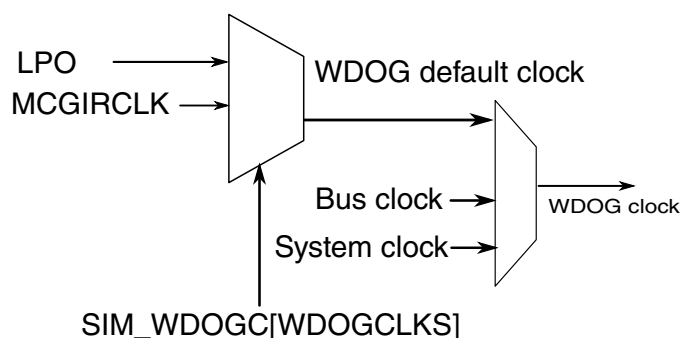 LPO
WDOG default clock
MCGIRCLK
Bus clock
WDOG clock
System clock
SIM_WDOGC[WDOGCLKS]